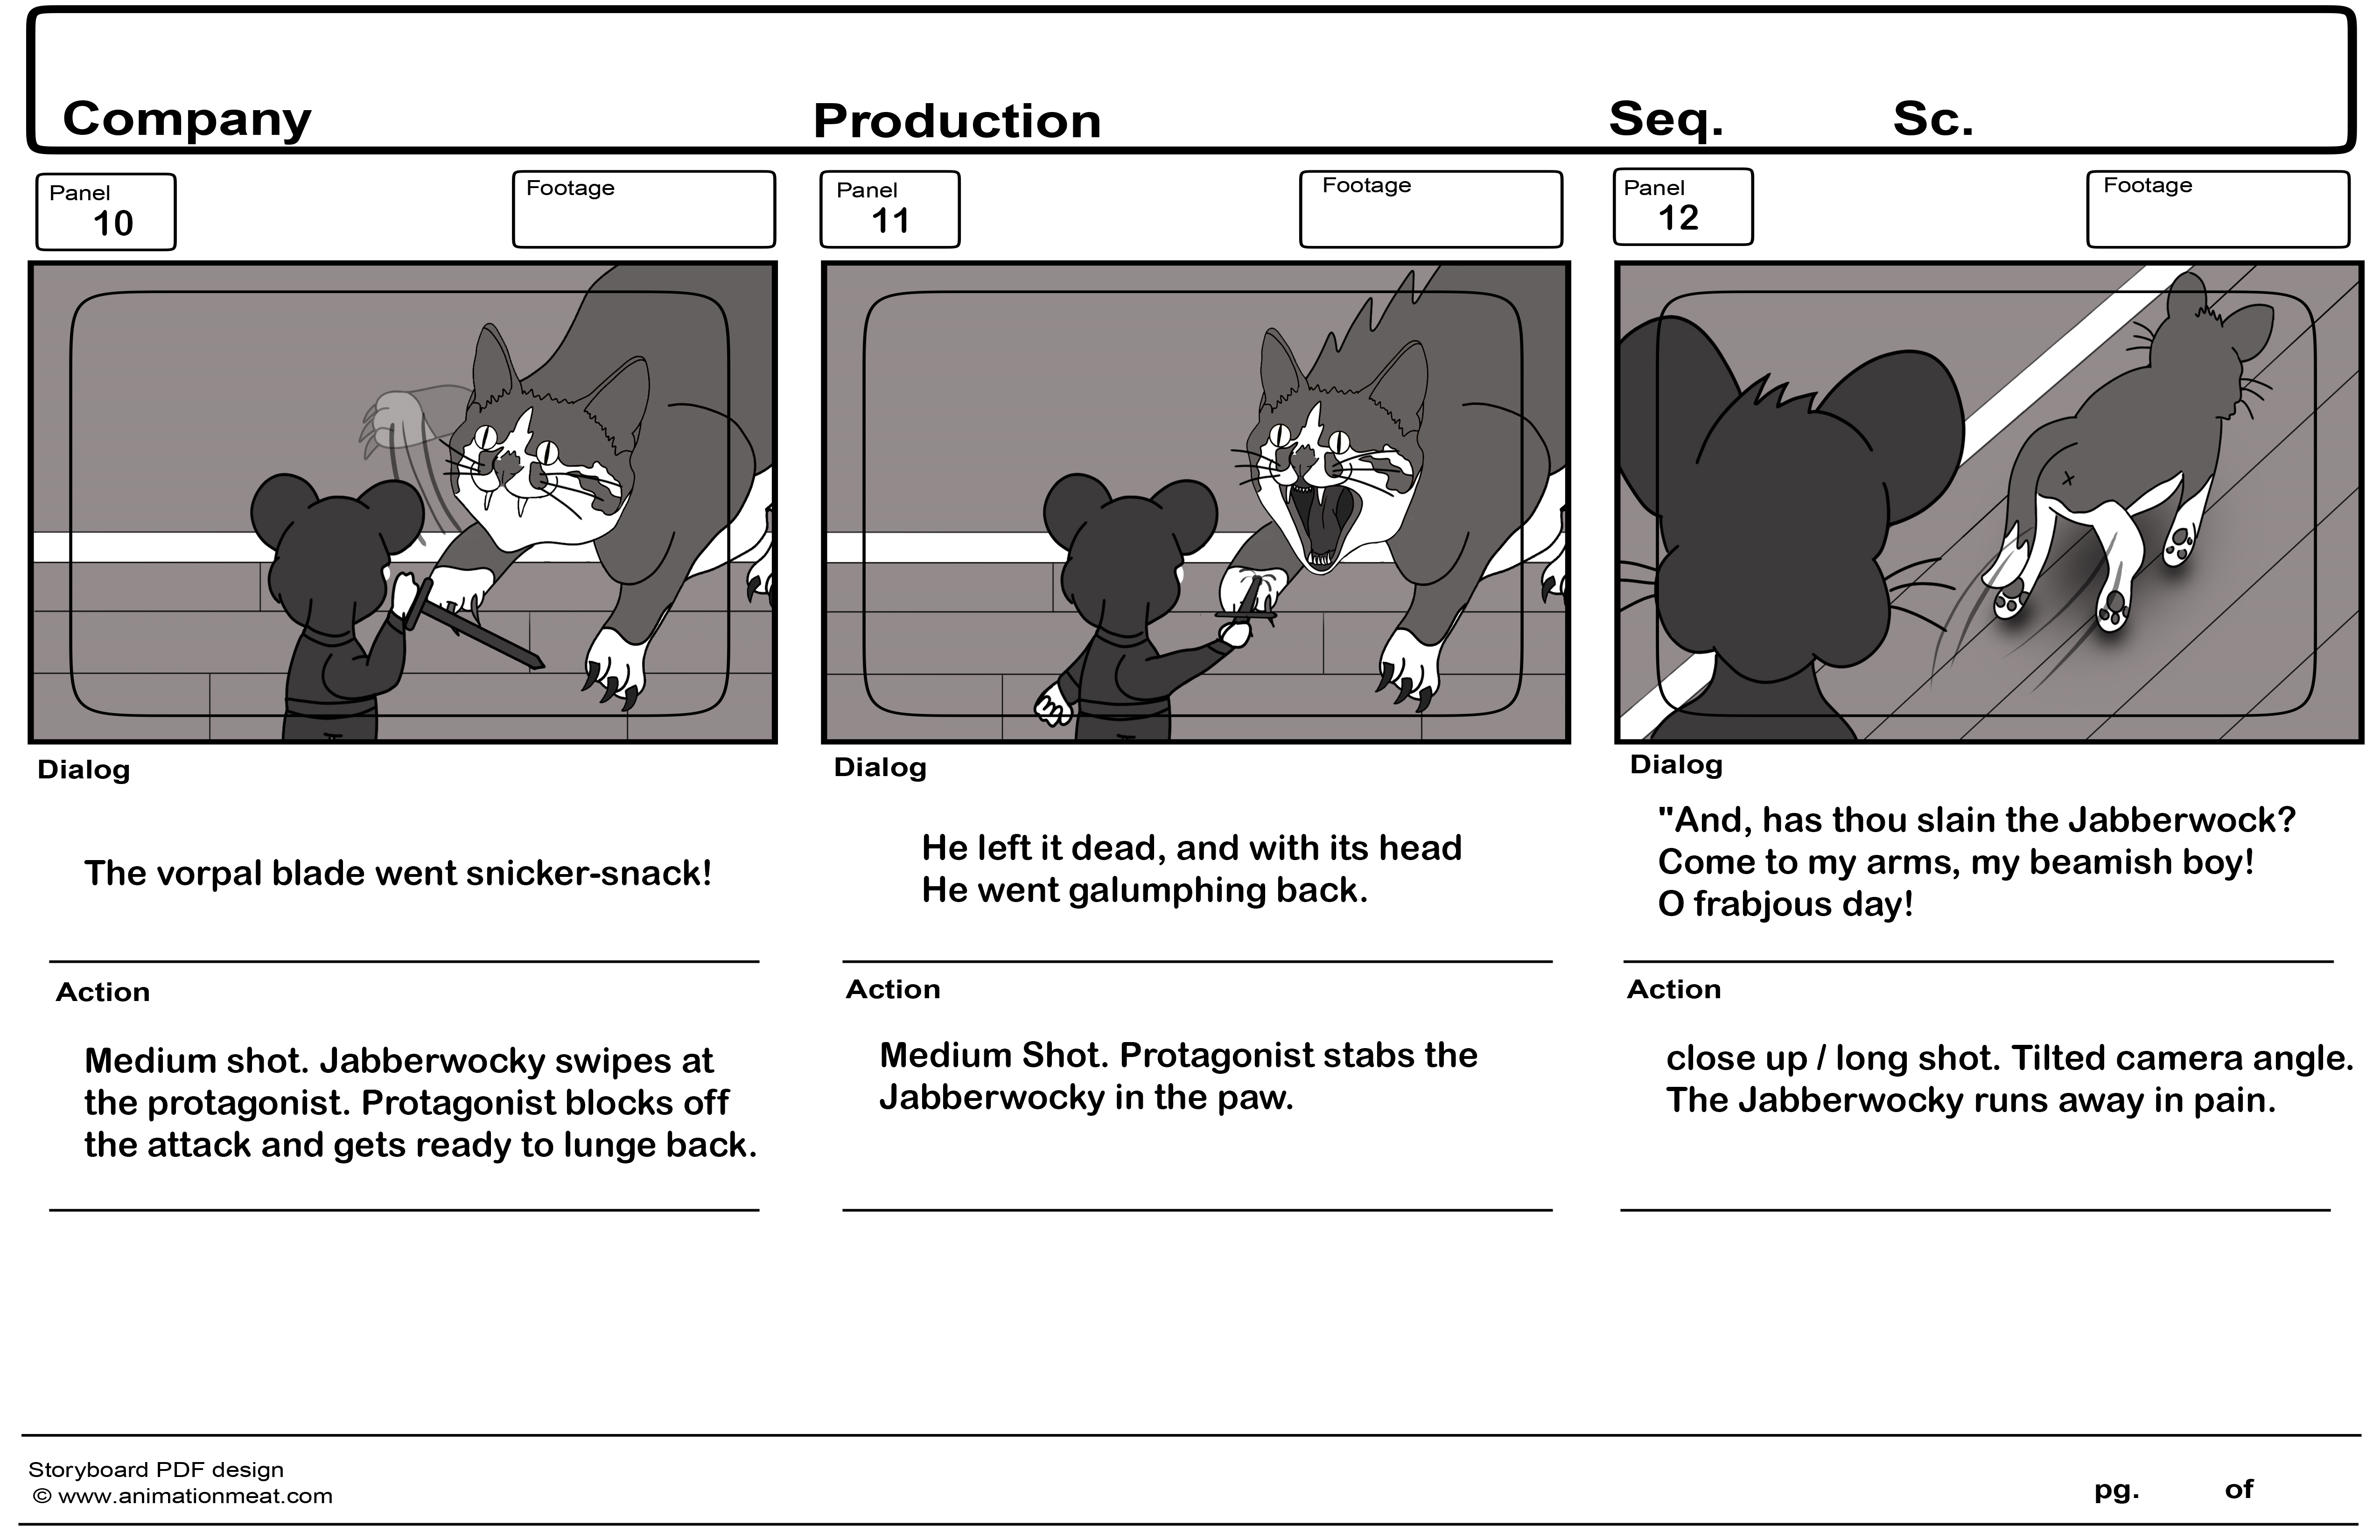 Company Production Seq. Sc.
Panel
10
Footage
Panel
11
Footage
Panel
12
Footage
Dialog
The vorpal blade went snicker-snack!
Action
Medium shot. Jabberwocky swipes at
the protagonist. Protagonist blocks off
the attack and gets ready to lunge back.
Dialog
He left it dead, and with its head
He went galumphing back.
Action
Medium Shot. Protagonist stabs the
Jabberwocky in the paw.
Dialog
"And, has thou slain the Jabberwock?
Come to my arms, my beamish boy!
O frabjous day!
Action
close up / long shot. Tilted camera angle.
The Jabberwocky runs away in pain.
Storyboard PDF design
© www.animationmeat.com
pg. of